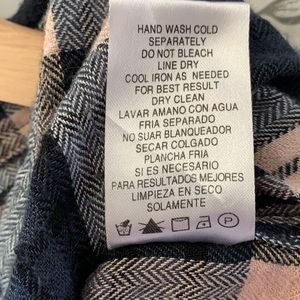 HAND WASH COLD
SEPARATELY
DO NOT BLEACH
LINE DRY
COOL IRON AS NEEDED
FOR BEST RESULT
DRY CLEAN
LAVAR AMANO CON AGUA
FRIA SEPARADO
NO SUAR BLANQUEADOR
SECAR COLGADO
PLANCHA FRIA
SI ES NECESARIO
PARA RESULTADOS MEJORES
LIMPIEZA EN SECO
SOLAMENTE
P